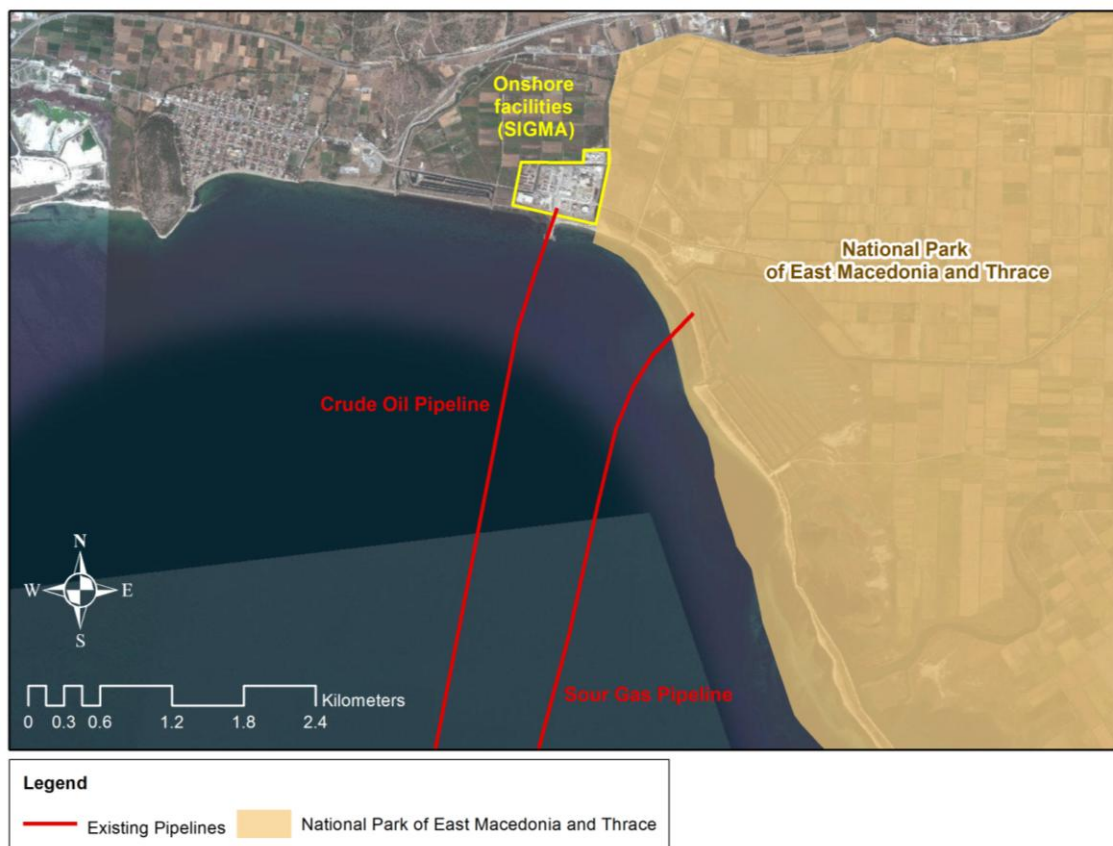 Onshore
facilities
(SIGMA)
National Park
of East Macedonia and Thrace
Crude Oil Pipeline
Sour Gas Pipeline
N
W E
S
Kilometers
0 0.3 0.6 1.2 1.8 2.4
Legend
Existing Pipelines National Park of East Macedonia and Thrace